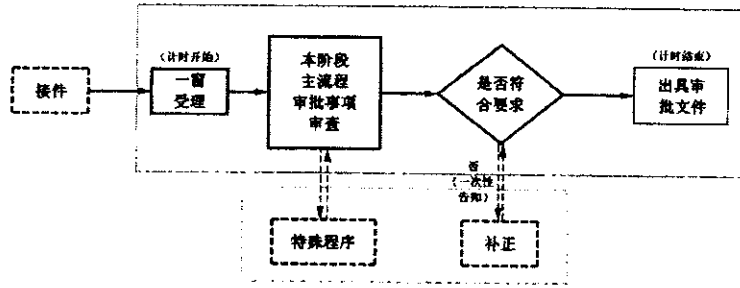 (计时开始)
接件
一窗
受理
本阶段
主流程
审批事项
审查
是否符
合要求
(计时结束)
出具审
批文件
否
(一次性
告知)
特殊程序
补正